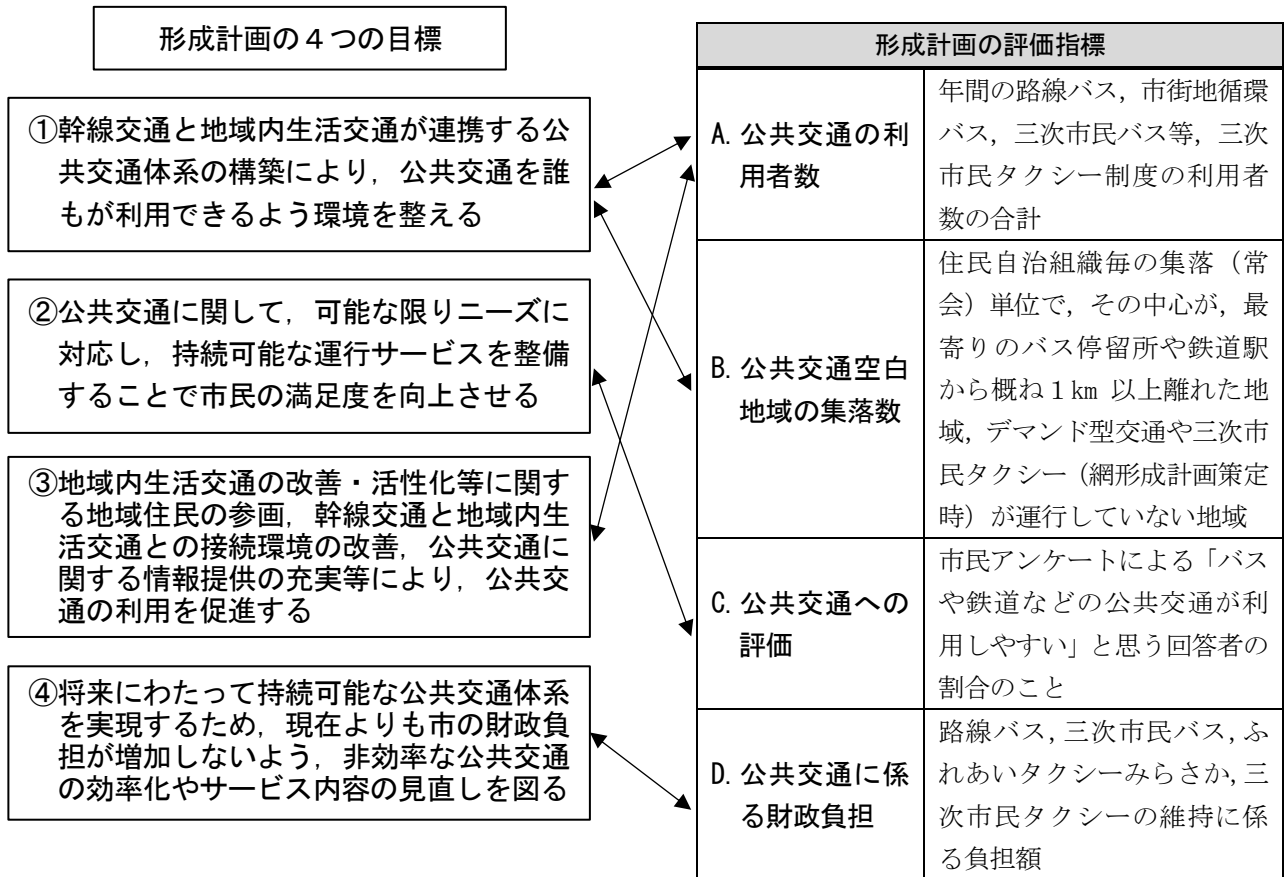 形成計画の４つの目標
①幹線交通と地域内生活交通が連携する公
共交通体系の構築により，公共交通を誰
もが利用できるよう環境を整える
②公共交通に関して，可能な限りニーズに
対応し，持続可能な運行サービスを整備
することで市民の満足度を向上させる
③地域内生活交通の改善・活性化等に関す
る地域住民の参画，幹線交通と地域内生
活交通との接続環境の改善，公共交通に
関する情報提供の充実等により，公共交
通の利用を促進する
④将来にわたって持続可能な公共交通体系
を実現するため，現在よりも市の財政負
担が増加しないよう，非効率な公共交通
の効率化やサービス内容の見直しを図る
形成計画の評価指標
A. 公共交通の利
用者数
年間の路線バス，市街地循環
バス，三次市民バス等，三次
市民タクシー制度の利用者
数の合計
B. 公共交通空白
地域の集落数
住民自治組織毎の集落（常
会）単位で，その中心が，最
寄りのバス停留所や鉄道駅
から概ね１km 以上離れた地
域，デマンド型交通や三次市
民タクシー（網形成計画策定
時）が運行していない地域
C. 公共交通への
評価
市民アンケートによる「バス
や鉄道などの公共交通が利
用しやすい」と思う回答者の
割合のこと
D. 公共交通に係
る財政負担
路線バス，三次市民バス，ふ
れあいタクシーみらさか，三
次市民タクシーの維持に係
る負担額